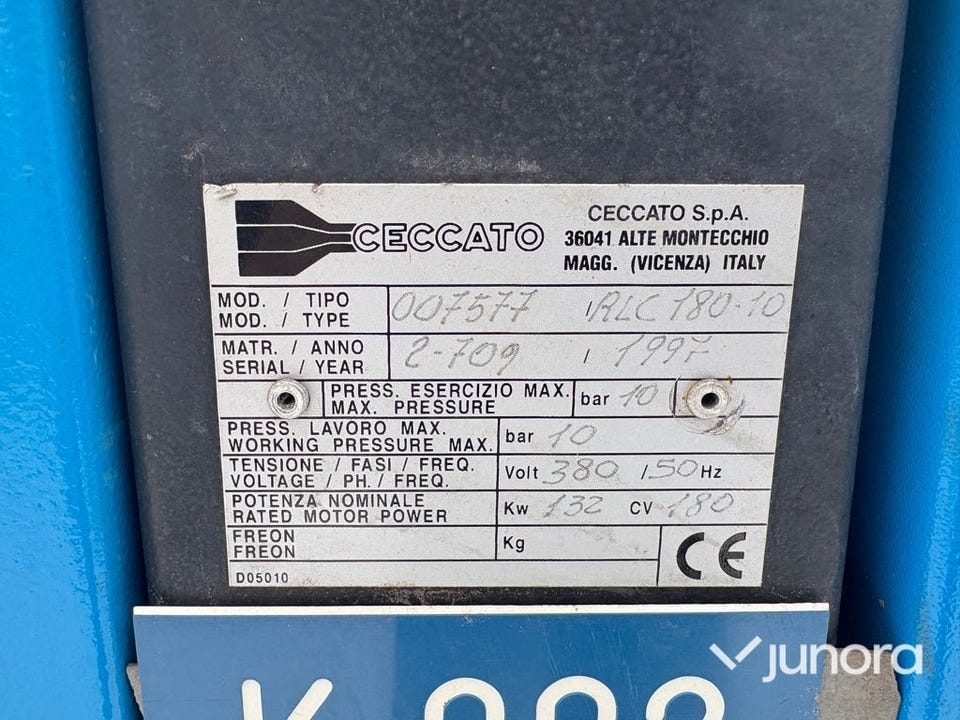 CECCATO
CECCATO S.p.A.
36041 ALTE MONTECCHIO
MAGG. (VICENZA) ITALY
MOD. / TIPO
MOD. / TYPE
007577 / RLC 180-10
MATR. / ANNO
SERIAL / YEAR
2-709 / 1997
PRESS. ESERCIZIO MAX.
MAX. PRESSURE
bar 10
PRESS. LAVORO MAX.
WORKING PRESSURE MAX.
bar 10
TENSIONE / FASI / FREQ.
VOLTAGE / PH. / FREQ.
Volt 380 / 50 Hz
POTENZA NOMINALE
RATED MOTOR POWER
Kw 132 CV 180
FREON
FREON
Kg
CE
D05010
junora